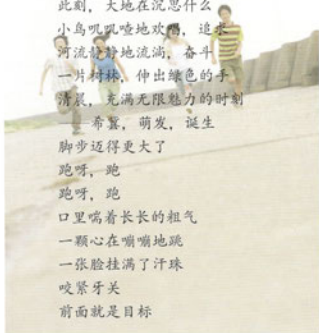 此刻，大地在沉思什么
小鸟叽叽喳地欢唱，追求
河流静静地流淌，奋斗
一片树林，伸出绿色的手
清晨，充满无限魅力的时刻
——希冀，萌发，诞生
脚步迈得更大了
跑呀，跑
跑呀，跑
口里喘着长长的粗气
一颗心在嘣嘣地跳
一张脸挂满了汗珠
咬紧牙关
前面就是目标